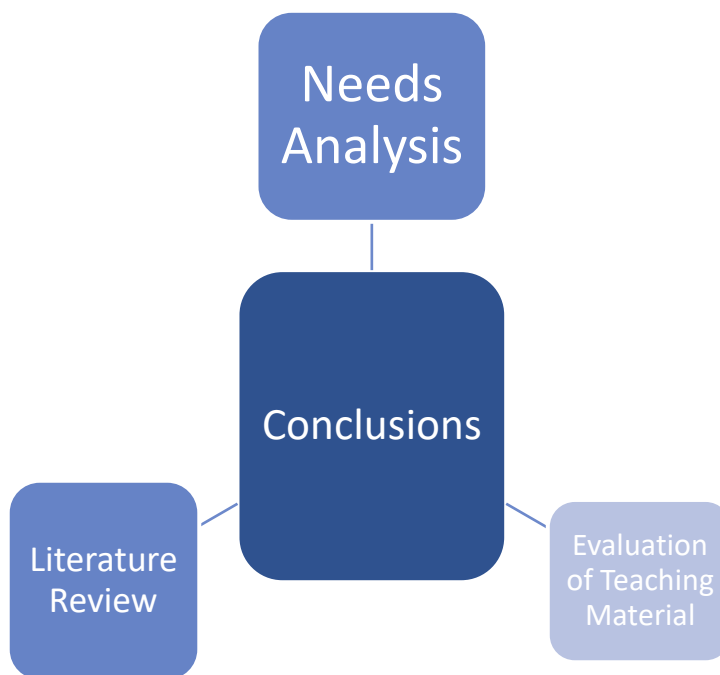 Needs
Analysis
Conclusions
Literature
Review
Evaluation
of Teaching
Material